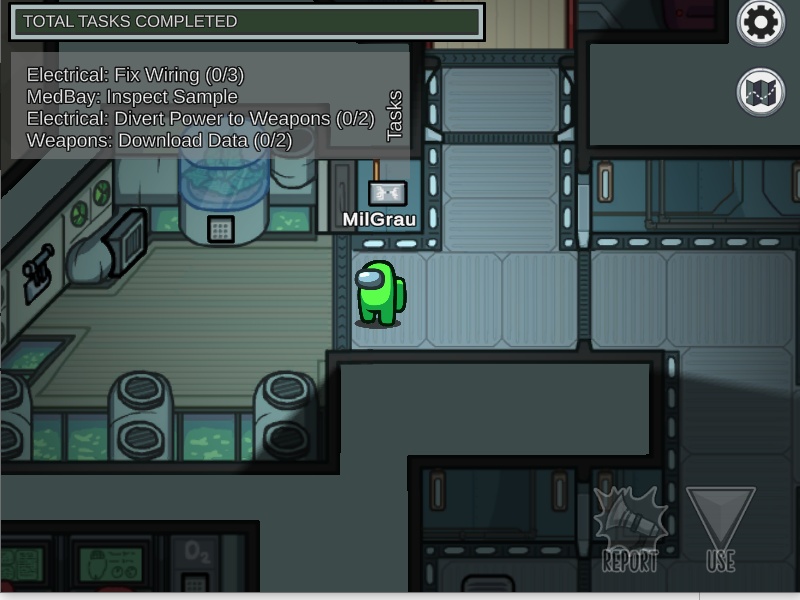 TOTAL TASKS COMPLETED
Electrical: Fix Wiring (0/3)
MedBay: Inspect Sample
Electrical: Divert Power to Weapons (0/2)
Weapons: Download Data (0/2)
Tasks
MilGrau
O2
REPORT
USE